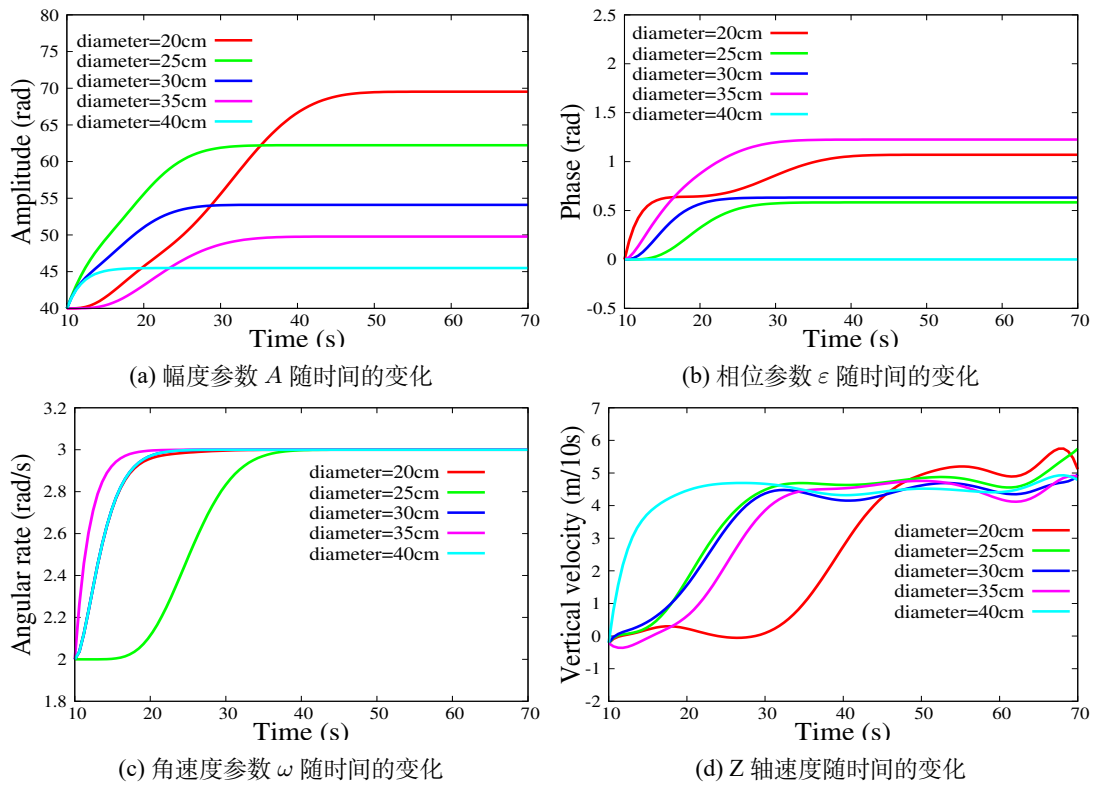 80
75
70
65
60
55
50
45
40
10 20 30 40 50 60 70
Amplitude (rad)
Time (s)
diameter=20cm
diameter=25cm
diameter=30cm
diameter=35cm
diameter=40cm
(a) 幅度参数 A 随时间的变化
2.5
2
1.5
1
0.5
0
-0.5
10 20 30 40 50 60 70
Phase (rad)
Time (s)
diameter=20cm
diameter=25cm
diameter=30cm
diameter=35cm
diameter=40cm
(b) 相位参数 ε 随时间的变化
3.2
3
2.8
2.6
2.4
2.2
2
1.8
10 20 30 40 50 60 70
Angular rate (rad/s)
Time (s)
diameter=20cm
diameter=25cm
diameter=30cm
diameter=35cm
diameter=40cm
(c) 角速度参数 ω 随时间的变化
7
6
5
4
3
2
1
0
-1
-2
10 20 30 40 50 60 70
Vertical velocity (m/10s)
Time (s)
diameter=20cm
diameter=25cm
diameter=30cm
diameter=35cm
diameter=40cm
(d) Z 轴速度随时间的变化